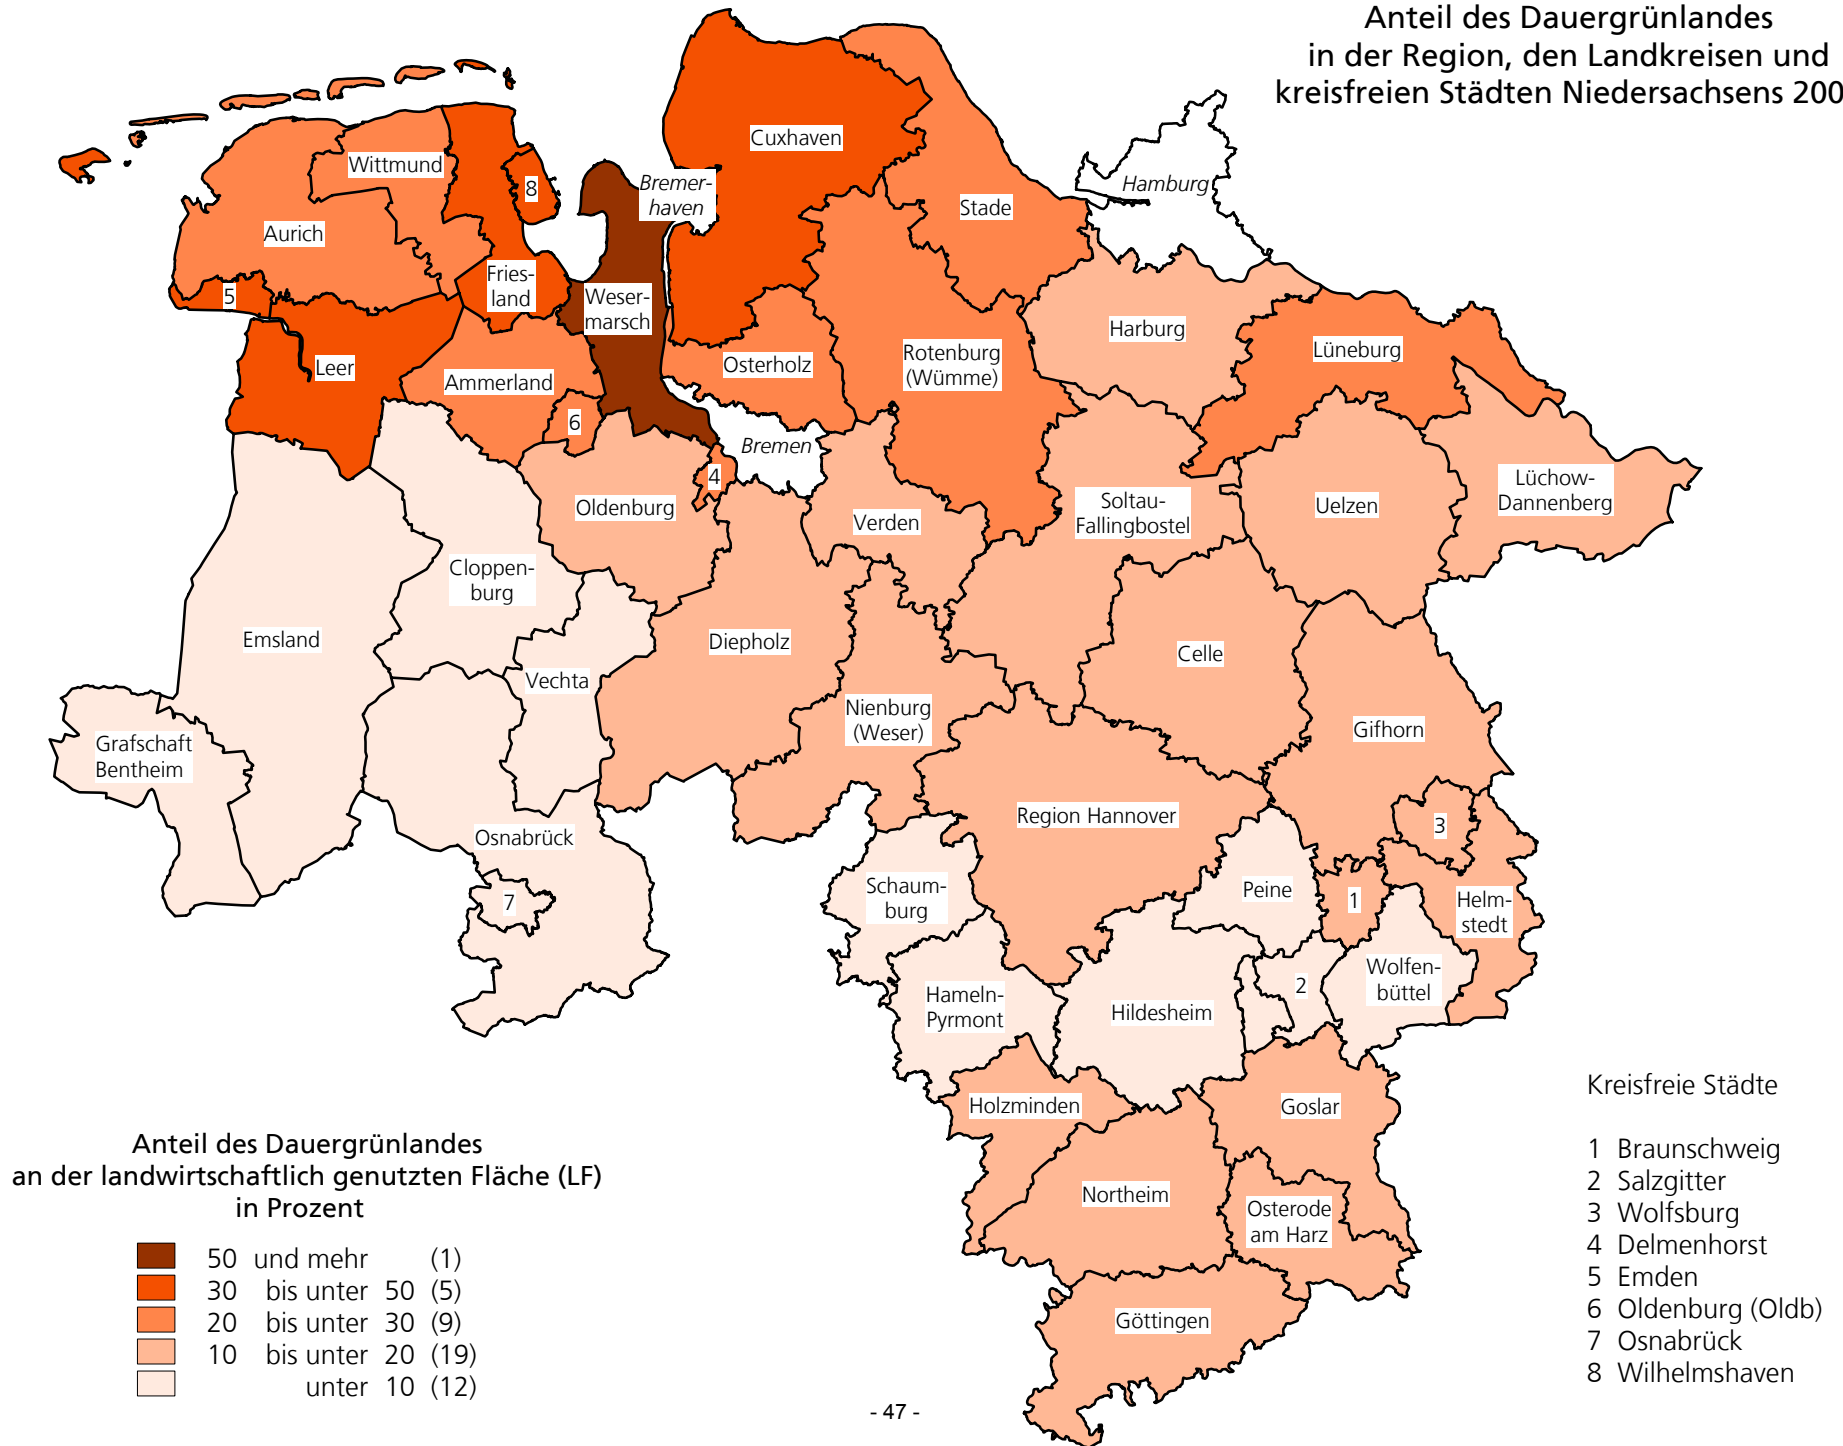 Anteil des Dauergrünlandes
in der Region, den Landkreisen und
kreisfreien Städten Niedersachsens 200
Cuxhaven
Wittmund
8
Bremer-
haven
Hamburg
Stade
Aurich
Fries-
land
5
Weser-
marsch
Harburg
Lüneburg
Leer
Ammerland
Osterholz
Rotenburg
(Wümme)
6
Bremen
4
Oldenburg
Verden
Soltau-
Fallingbostel
Uelzen
Lüchow-
Dannenberg
Cloppen-
burg
Emsland
Diepholz
Celle
Vechta
Nienburg
(Weser)
Gifhorn
Grafschaft
Bentheim
Region Hannover
3
Osnabrück
7
Schaum-
burg
Peine
1
Helm-
stedt
Hameln-
Pyrmont
Hildesheim
2
Wolfen-
büttel
Holzminden
Goslar
Northeim
Osterode
am Harz
Göttingen
Kreisfreie Städte
1 Braunschweig
2 Salzgitter
3 Wolfsburg
4 Delmenhorst
5 Emden
6 Oldenburg (Oldb)
7 Osnabrück
8 Wilhelmshaven
Anteil des Dauergrünlandes
an der landwirtschaftlich genutzten Fläche (LF)
in Prozent
50 und mehr (1)
30 bis unter 50 (5)
20 bis unter 30 (9)
10 bis unter 20 (19)
unter 10 (12)
- 47 -